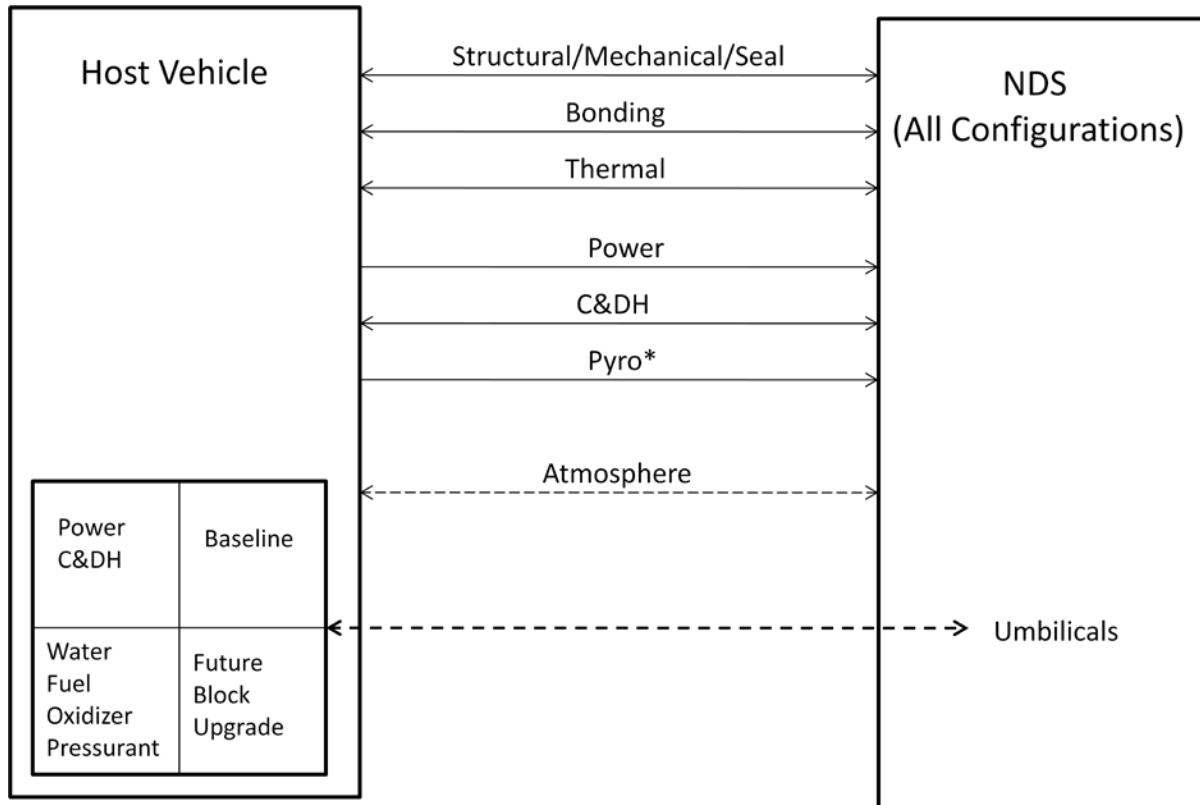 Host Vehicle
Structural/Mechanical/Seal
Bonding
Thermal
Power
C&DH
Pyro*
Atmosphere
NDS
(All Configurations)
Power
C&DH
Baseline
Water
Fuel
Oxidizer
Pressurant
Future
Block
Upgrade
Umbilicals